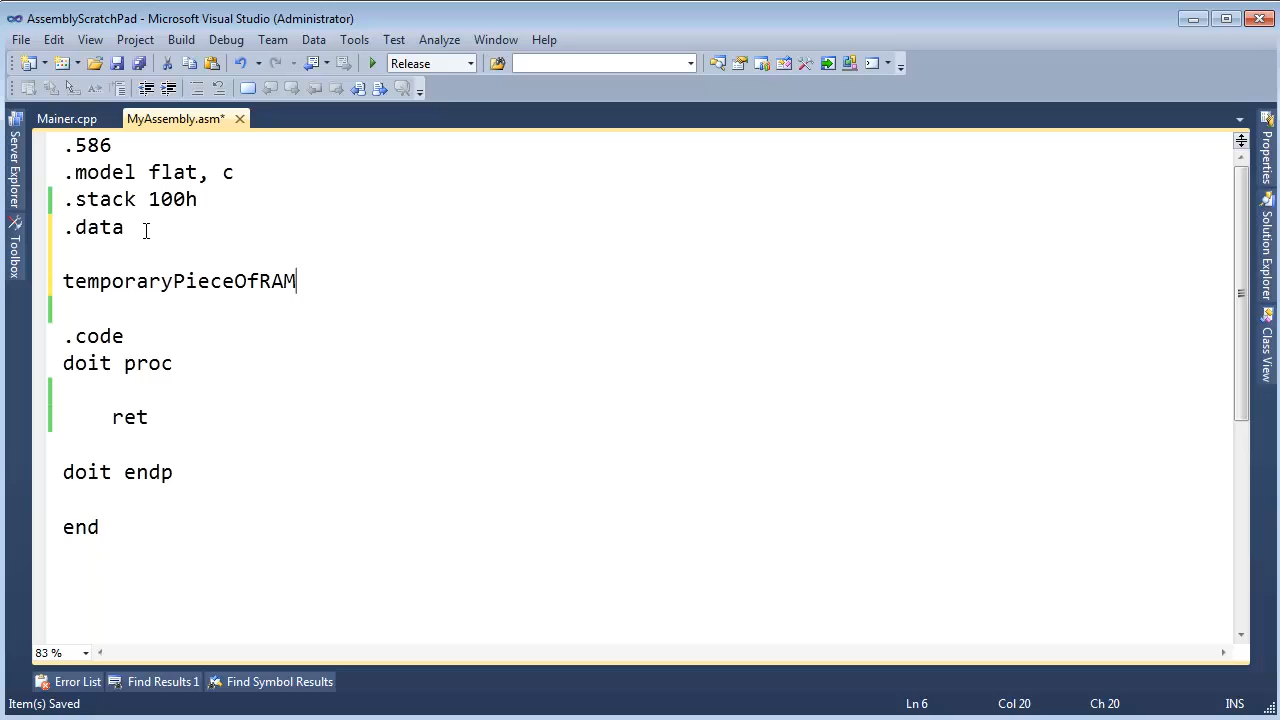 AssemblyScratchPad - Microsoft Visual Studio (Administrator)
File Edit View Project Build Debug Team Data Tools Test Analyze Window Help
Release
Mainer.cpp MyAssembly.asm*
Server Explorer
Toolbox
.586
.model flat, c
.stack 100h
.data
temporaryPieceOfRAM
.code
doit proc
ret
doit endp
end
Properties
Solution Explorer
Class View
83 %
Error List Find Results 1 Find Symbol Results
Item(s) Saved Ln 6 Col 20 Ch 20 INS